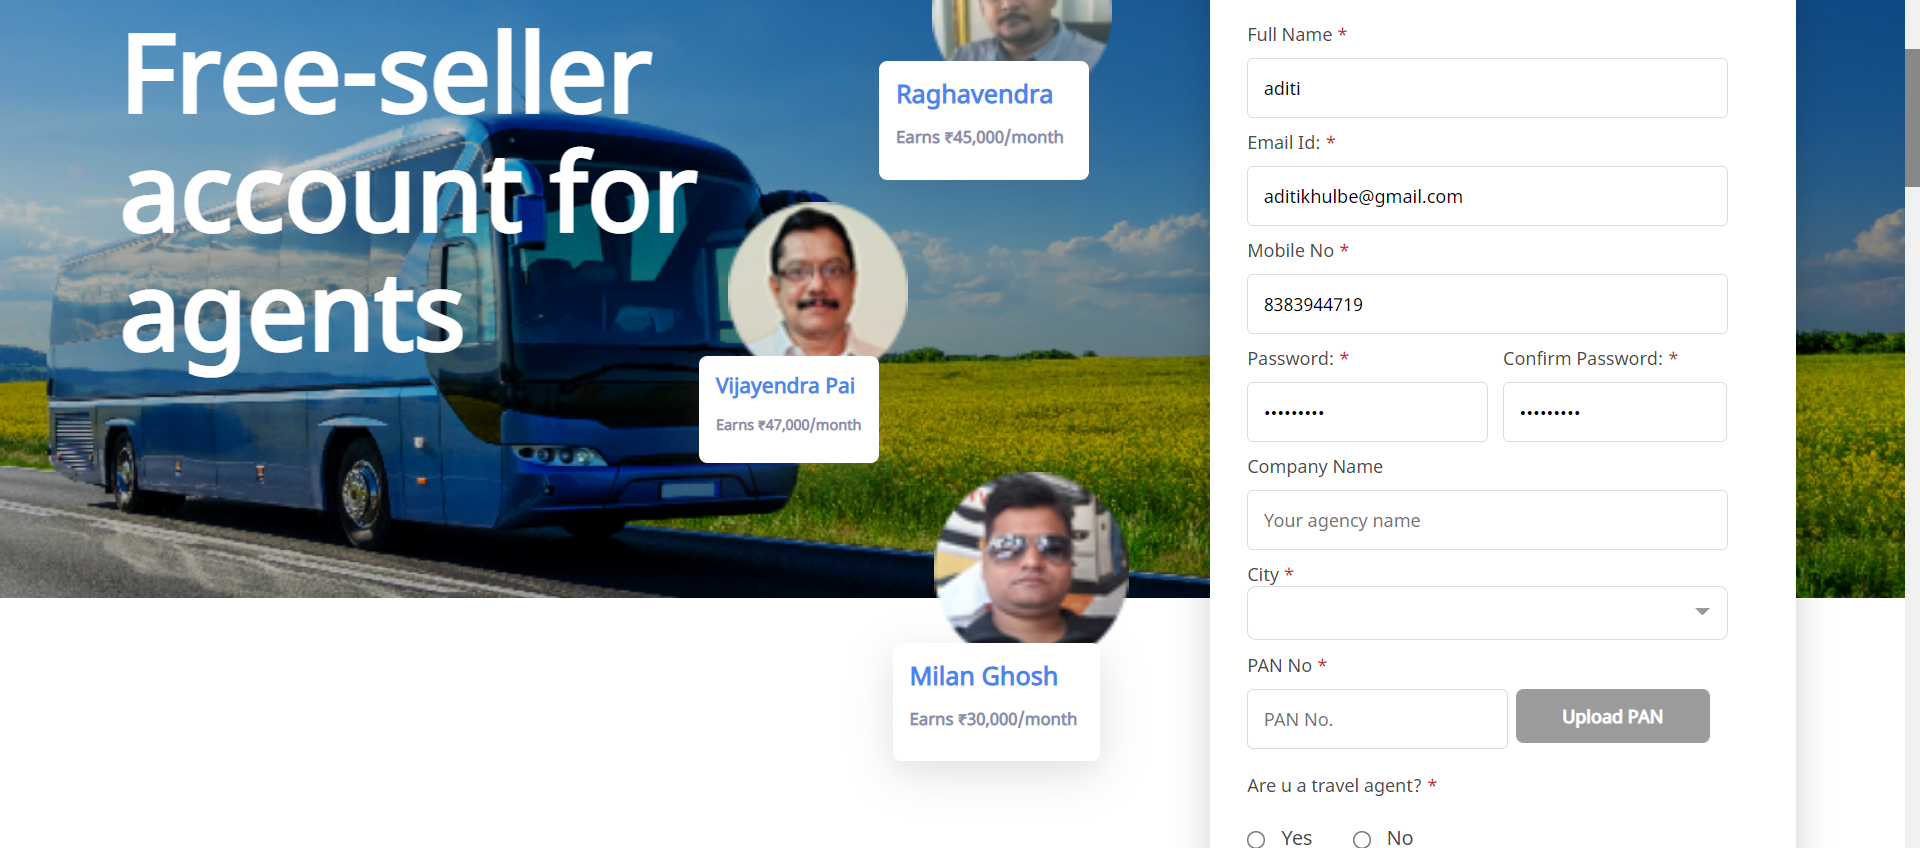 Free-seller
account for
agents
Raghavendra
Earns ₹45,000/month
Vijayendra Pai
Earns ₹47,000/month
Milan Ghosh
Earns ₹30,000/month
Full Name *
aditi
Email Id: *
aditikhulbe@gmail.com
Mobile No *
8383944719
Password: * Confirm Password: *
••••••••• •••••••••
Company Name
Your agency name
City *
PAN No *
PAN No. Upload PAN
Are u a travel agent? *
Yes No